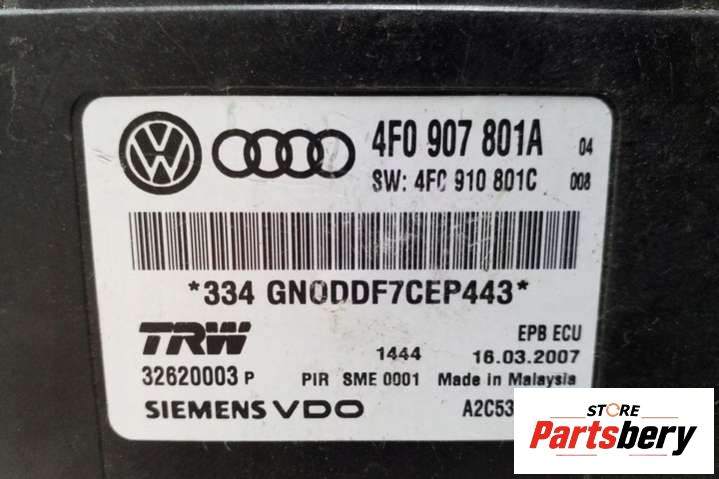 4F0 907 801A 04
SW: 4F0 910 801C 008
*334 GN0DDF7CEP443*
TRW
EPB ECU
1444 16.03.2007
32620003 P PIR SME 0001 Made in Malaysia
SIEMENS VDO A2C53
STORE
Partsbery